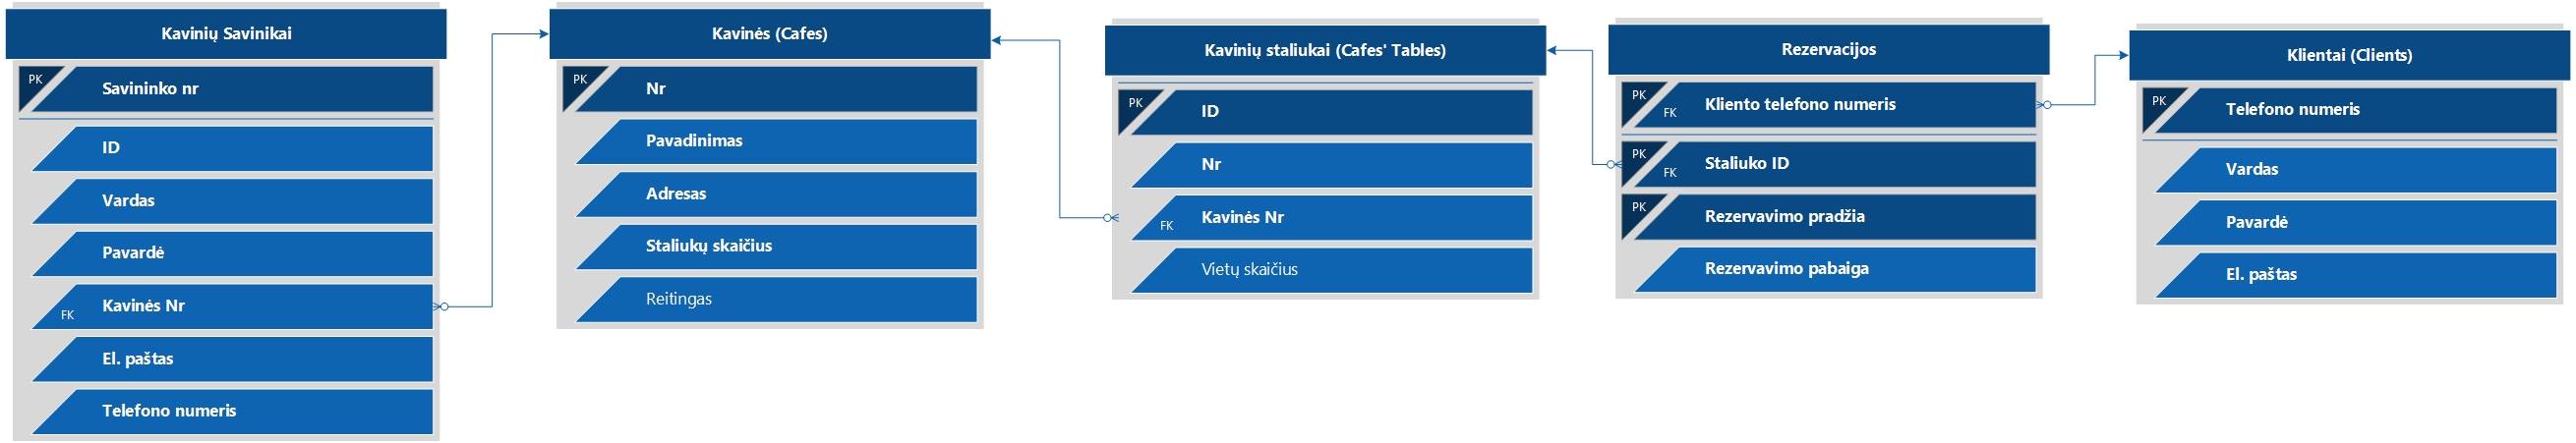 Kavinių Savinikai
PK
Savininko nr
ID
Vardas
Pavardė
FK
Kavinės Nr
El. paštas
Telefono numeris
Kavinės (Cafes)
PK
Nr
Pavadinimas
Adresas
Staliukų skaičius
Reitingas
Kavinių staliukai (Cafes' Tables)
PK
ID
Nr
FK
Kavinės Nr
Vietų skaičius
Rezervacijos
PK
FK
Kliento telefono numeris
PK
FK
Staliuko ID
PK
Rezervavimo pradžia
Rezervavimo pabaiga
Klientai (Clients)
PK
Telefono numeris
Vardas
Pavardė
El. paštas